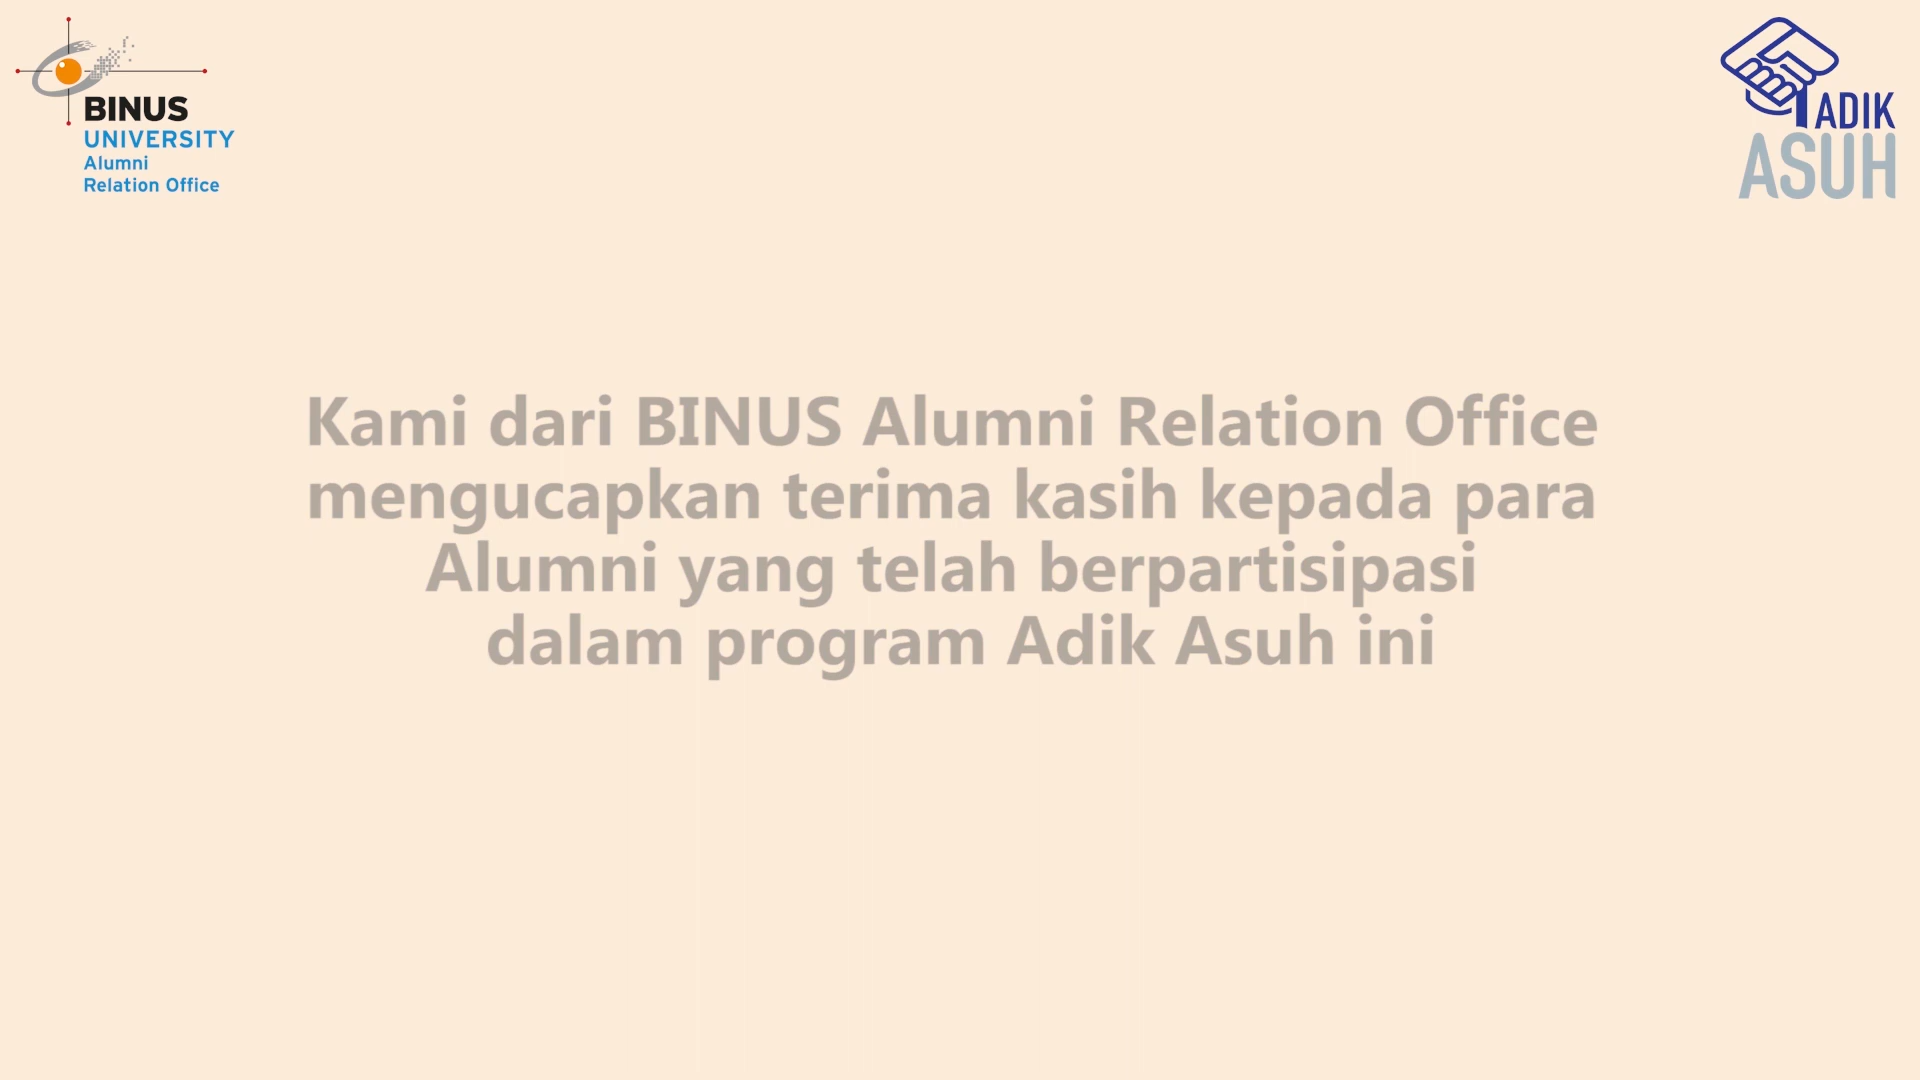 BINUS
UNIVERSITY
Alumni
Relation Office
ADIK
ASUH
Kami dari BINUS Alumni Relation Office
mengucapkan terima kasih kepada para
Alumni yang telah berpartisipasi
dalam program Adik Asuh ini